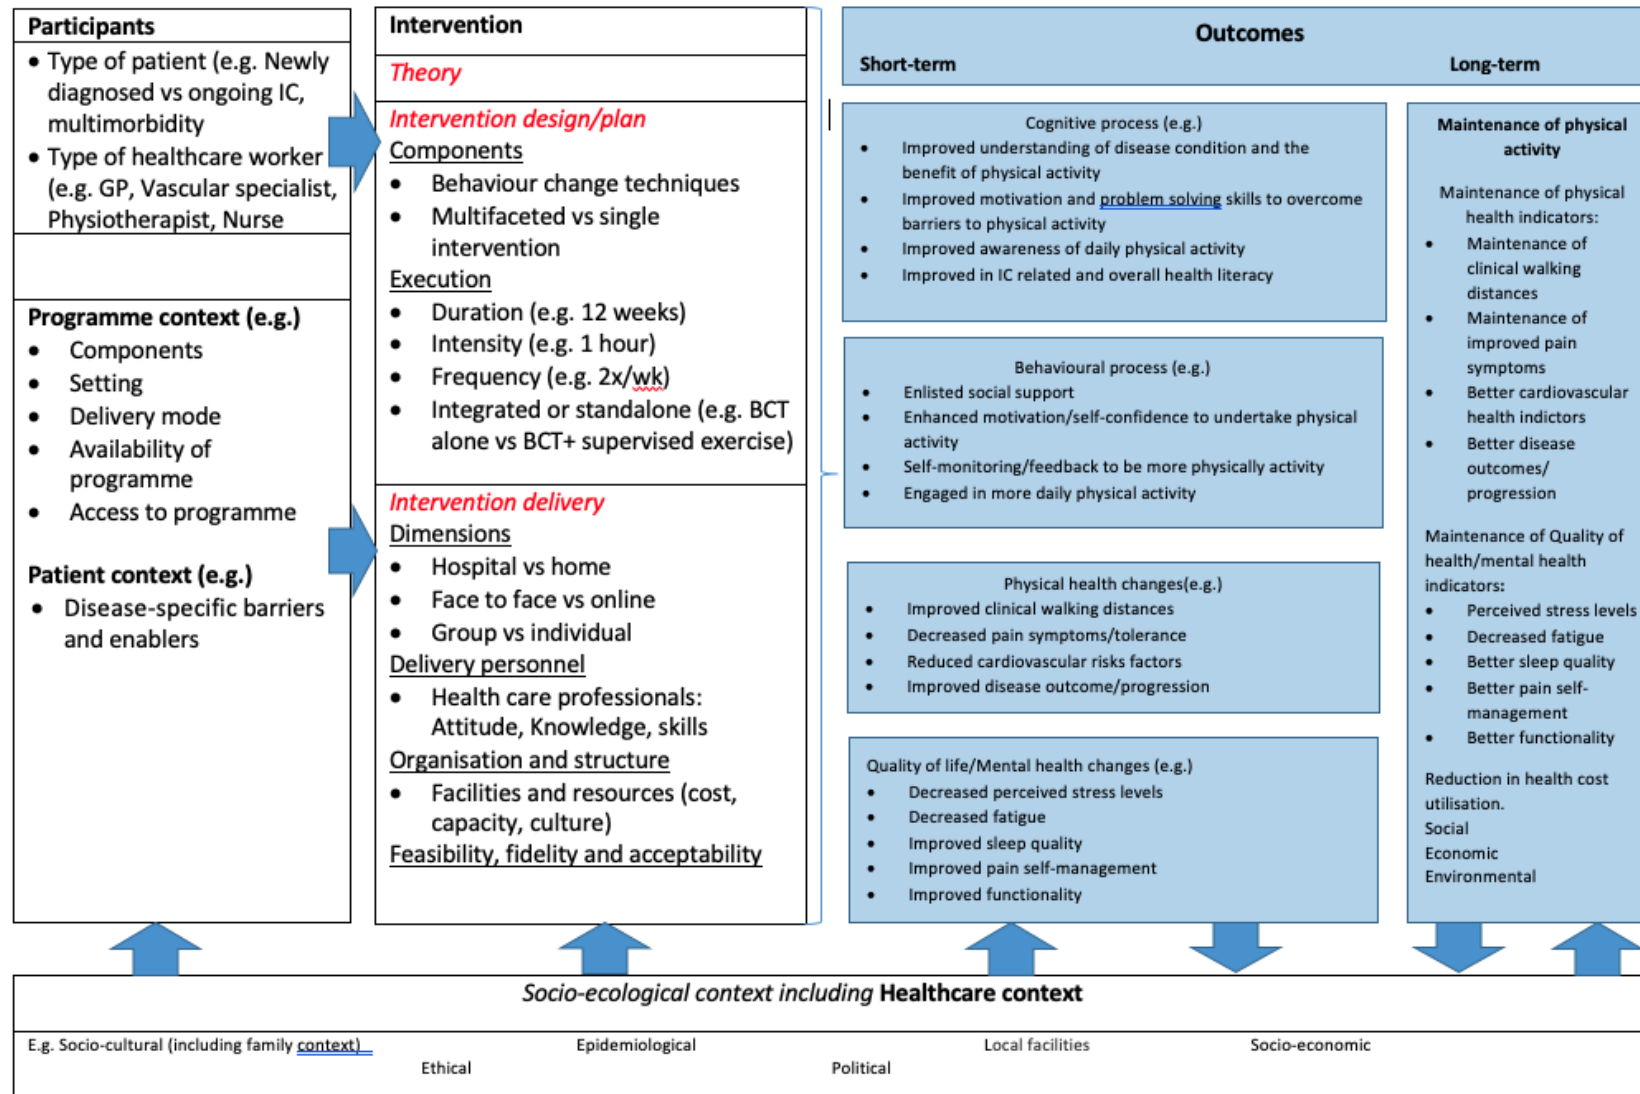 Participants
• Type of patient (e.g. Newly
diagnosed vs ongoing IC,
multimorbidity
• Type of healthcare worker
(e.g. GP, Vascular specialist,
Physiotherapist, Nurse
Programme context (e.g.)
• Components
• Setting
• Delivery mode
• Availability of
programme
• Access to programme
Patient context (e.g.)
• Disease-specific barriers
and enablers
Intervention
Theory
Intervention design/plan
Components
• Behaviour change techniques
• Multifaceted vs single
intervention
Execution
• Duration (e.g. 12 weeks)
• Intensity (e.g. 1 hour)
• Frequency (e.g. 2x/wk)
• Integrated or standalone (e.g. BCT
alone vs BCT+ supervised exercise)
Intervention delivery
Dimensions
• Hospital vs home
• Face to face vs online
• Group vs individual
Delivery personnel
• Health care professionals:
Attitude, Knowledge, skills
Organisation and structure
• Facilities and resources (cost,
capacity, culture)
Feasibility, fidelity and acceptability
Outcomes
Short-term
Long-term
Cognitive process (e.g.)
• Improved understanding of disease condition and the
benefit of physical activity
• Improved motivation and problem solving skills to overcome
barriers to physical activity
• Improved awareness of daily physical activity
• Improved in IC related and overall health literacy
Behavioural process (e.g.)
• Enlisted social support
• Enhanced motivation/self-confidence to undertake physical
activity
• Self-monitoring/feedback to be more physically activity
• Engaged in more daily physical activity
Physical health changes(e.g.)
• Improved clinical walking distances
• Decreased pain symptoms/tolerance
• Reduced cardiovascular risks factors
• Improved disease outcome/progression
Quality of life/Mental health changes (e.g.)
• Decreased perceived stress levels
• Decreased fatigue
• Improved sleep quality
• Improved pain self-management
• Improved functionality
Maintenance of physical
activity
Maintenance of physical
health indicators:
• Maintenance of
clinical walking
distances
• Maintenance of
improved pain
symptoms
• Better cardiovascular
health indictors
• Better disease
outcomes/
progression
Maintenance of Quality of
health/mental health
indicators:
• Perceived stress levels
• Decreased fatigue
• Better sleep quality
• Better pain self-
management
• Better functionality
Reduction in health cost
utilisation.
Social
Economic
Environmental
Socio-ecological context including Healthcare context
E.g. Socio-cultural (including family context) Epidemiological Local facilities Socio-economic
Ethical Political